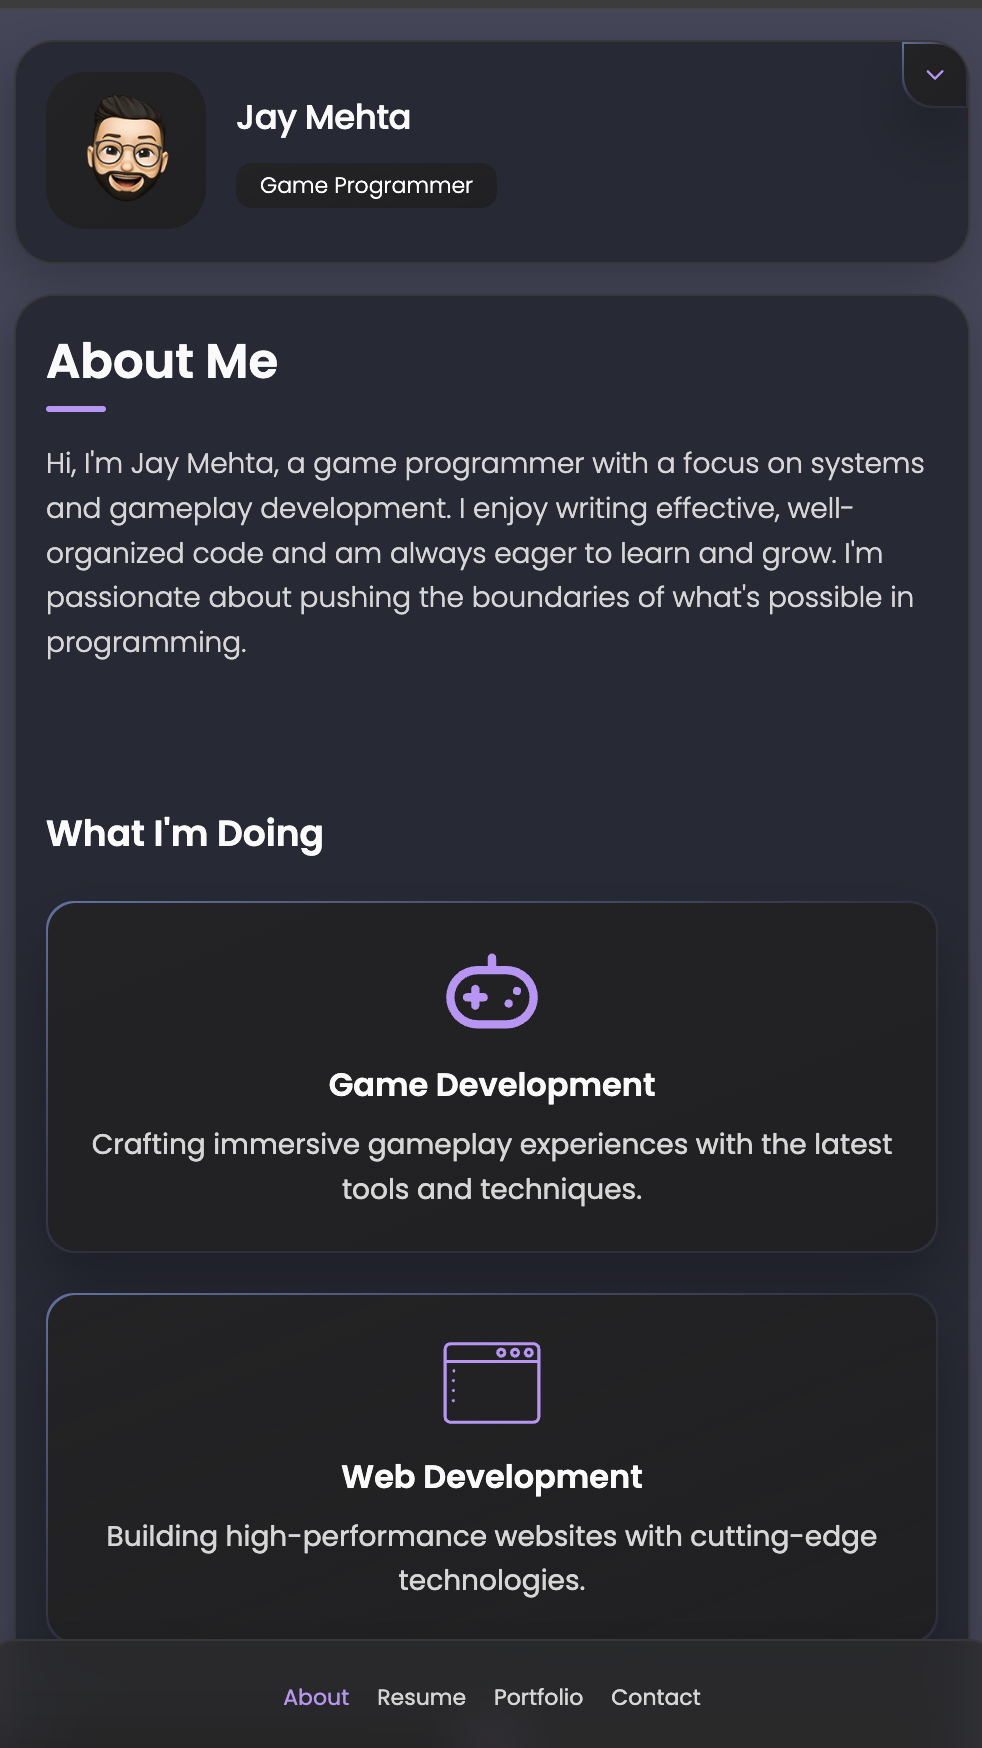 Jay Mehta
Game Programmer
About Me
Hi, I'm Jay Mehta, a game programmer with a focus on systems
and gameplay development. I enjoy writing effective, well-
organized code and am always eager to learn and grow. I'm
passionate about pushing the boundaries of what's possible in
programming.
What I'm Doing
Game Development
Crafting immersive gameplay experiences with the latest
tools and techniques.
Web Development
Building high-performance websites with cutting-edge
technologies.
About Resume Portfolio Contact